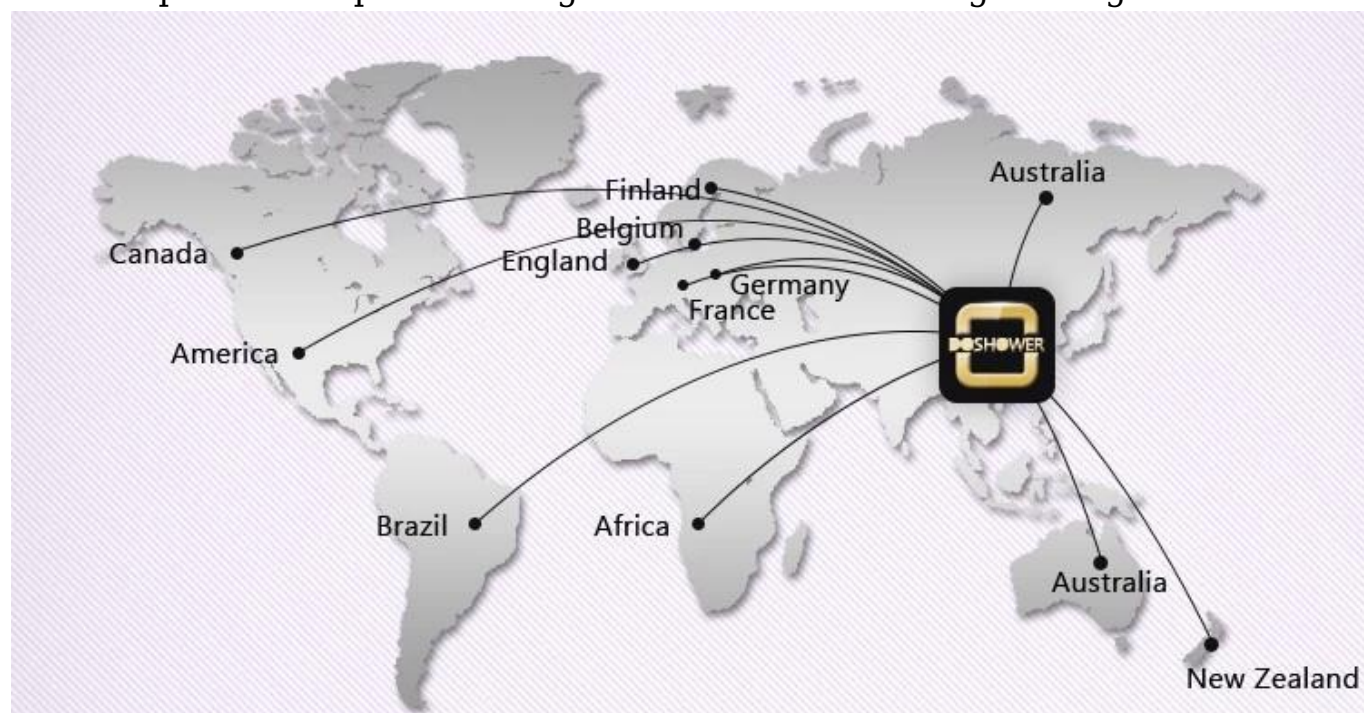 Australia
Finland
Belgium
Canada
England
Germany
France
DOSHOWER
America
Brazil
Africa
Australia
New Zealand